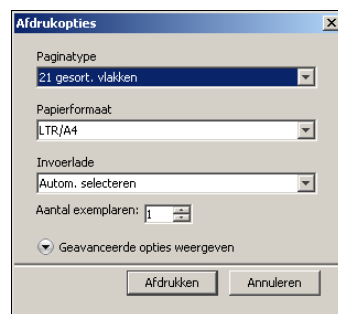 Afdrukopties
Paginatype
21 gesort. vlakken
Papierformaat
LTR/A4
Invoerlade
Autom. selecteren
Aantal exemplaren: 1
Geavanceerde opties weergeven
Afdrukken Annuleren